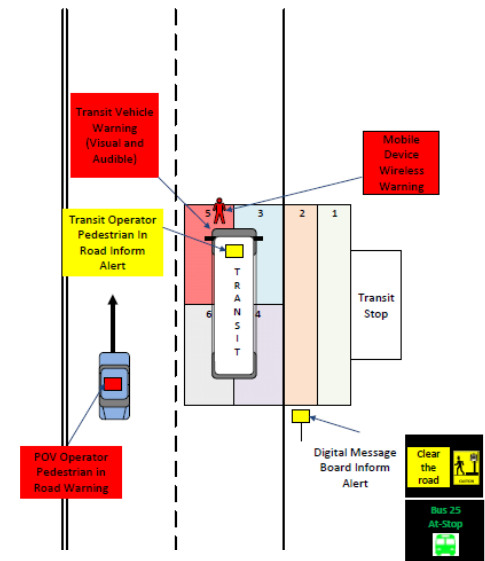 Transit Vehicle
Warning
(Visual and
Audible)
Mobile
Device
Wireless
Warning
Transit Operator
Pedestrian In
Road Inform
Alert
5
3
2
1
6
4
T
R
A
N
S
I
T
Transit
Stop
POV Operator
Pedestrian in
Road Warning
Digital Message
Board Inform
Alert
Clear
the
road
CAUTION
Bus 25
At-Stop